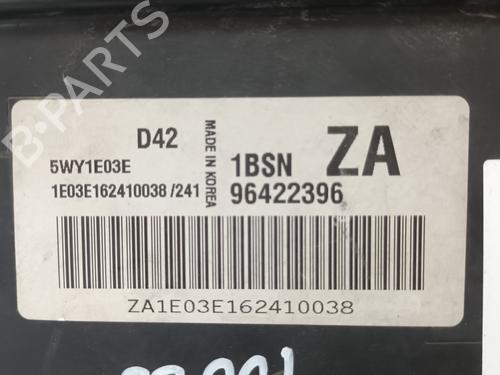 B-PARTS
D42
MADE IN KOREA
5WY1E03E
1BSN
ZA
1E03E162410038 /241
96422396
ZA1E03E162410038